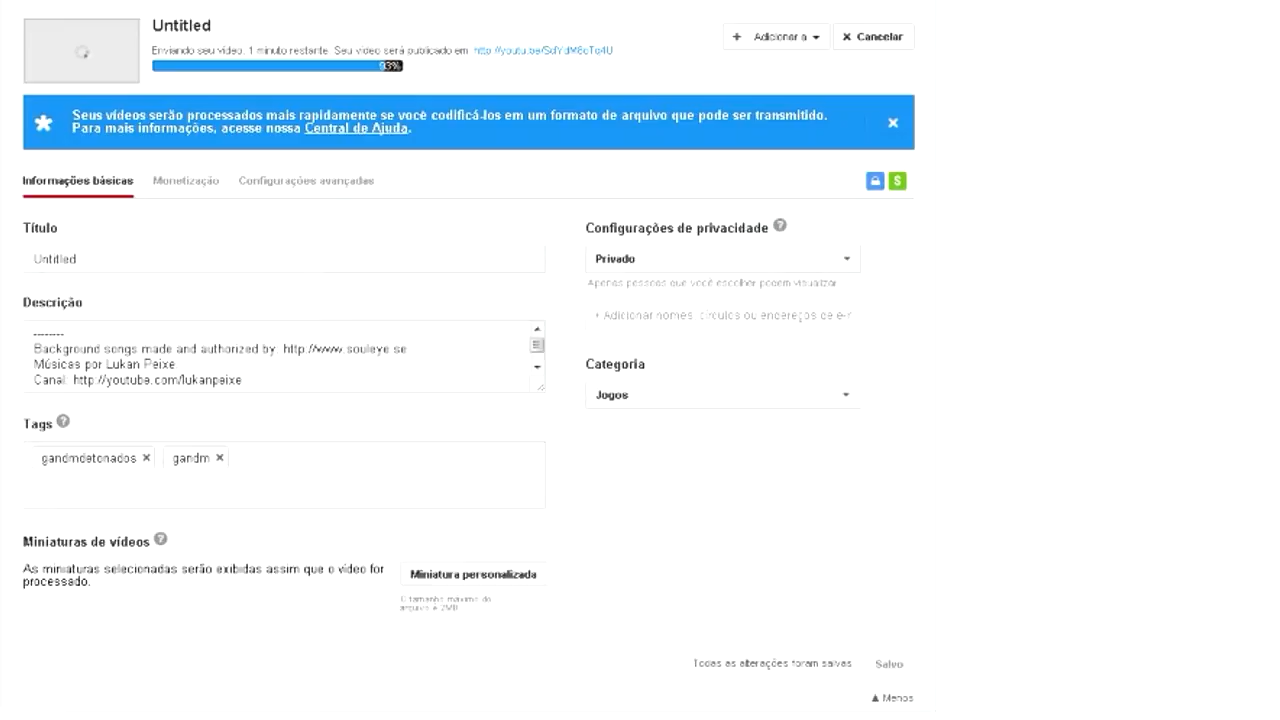 Untitled
Enviando seu vídeo. 1 minuto restante. Seu vídeo será publicado em:
93%
+ Adicionar a
× Cancelar
Seus vídeos serão processados mais rapidamente se você codificá-los em um formato de arquivo que pode ser transmitido.
Para mais informações, acesse nossa Central de Ajuda.
Informações básicas
Monetização
Configurações avançadas
$
Título
Untitled
Descrição
--------
Background songs made and authorized by: http://www.souleye.se
Músicas por Lukan Peixe
Canal: http://youtube.com/lukanpeixe
Tags ?
gandmdetonados ×
gandm ×
Miniaturas de vídeos ?
As miniaturas selecionadas serão exibidas assim que o vídeo for
processado.
Miniatura personalizada
O tamanho máximo do
arquivo é 2MB.
Configurações de privacidade ?
Privado
Apenas pessoas que você escolher podem visualizar
+ Adicionar nomes, círculos ou endereços de e-r
Categoria
Jogos
Todas as alterações foram salvas.
Salvo
▲ Menos